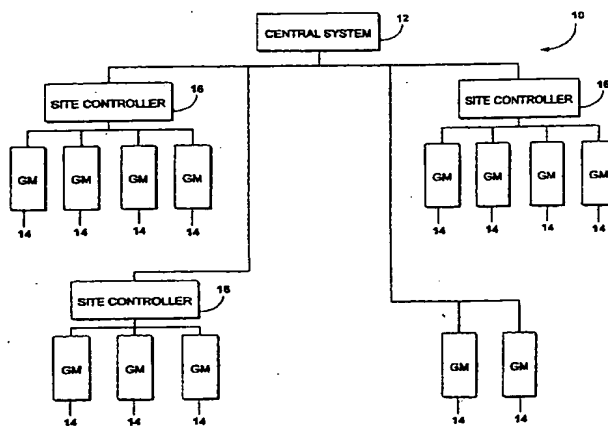 CENTRAL SYSTEM
12
10
16
SITE CONTROLLER
16
SITE CONTROLLER
GM GM GM GM
GM GM GM GM
14 14 14 14
14 14 14 14
16
SITE CONTROLLER
GM GM GM
GM GM
14 14 14
14 14